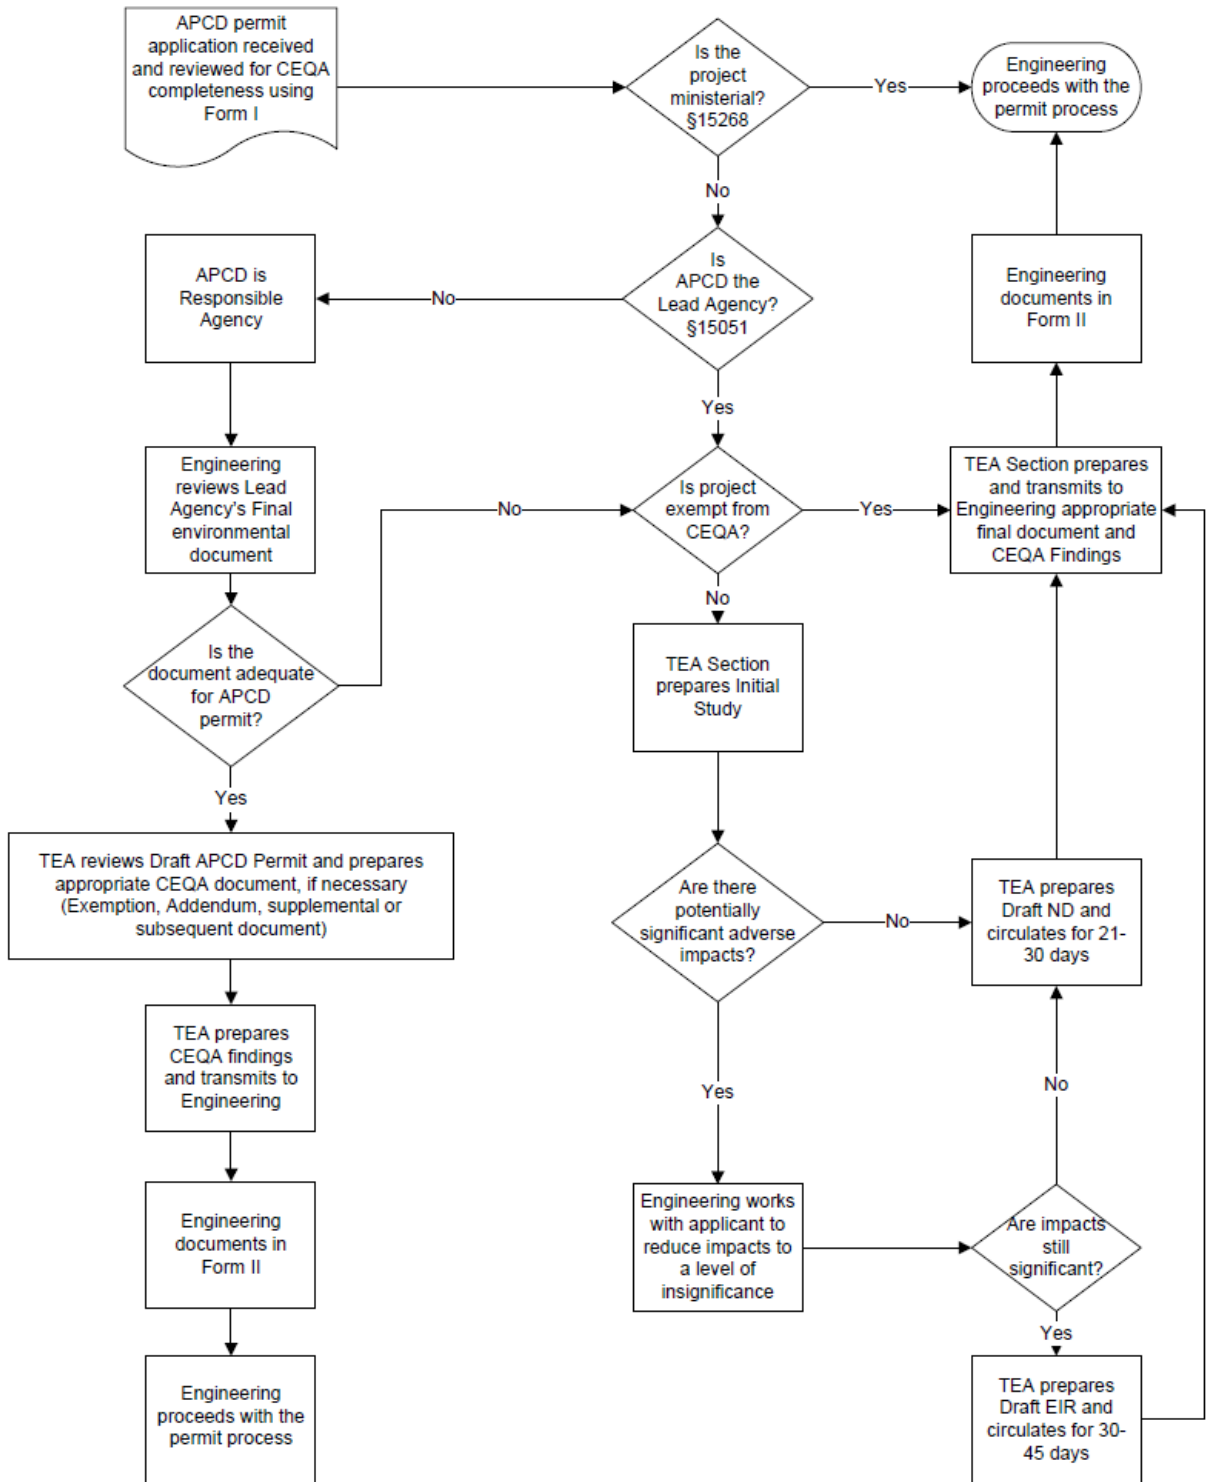 APCD permit
application received
and reviewed for CEQA
completeness using
Form I
Is the
project
ministerial?
§15268
Yes
Engineering
proceeds with the
permit process
No
APCD is
Responsible
Agency
No
Is
APCD the
Lead Agency?
§15051
Engineering
documents in
Form II
Yes
Engineering
reviews Lead
Agency's Final
environmental
document
No
Is project
exempt from
CEQA?
Yes
TEA Section prepares
and transmits to
Engineering appropriate
final document and
CEQA Findings
No
Is the
document adequate
for APCD
permit?
TEA Section
prepares Initial
Study
Yes
TEA reviews Draft APCD Permit and prepares
appropriate CEQA document, if necessary
(Exemption, Addendum, supplemental or
subsequent document)
Are there
potentially
significant adverse
impacts?
No
TEA prepares
Draft ND and
circulates for 21-
30 days
TEA prepares
CEQA findings
and transmits to
Engineering
Yes
No
Engineering
documents in
Form II
Engineering works
with applicant to
reduce impacts to
a level of
insignificance
Are impacts
still
significant?
Yes
Engineering
proceeds with the
permit process
TEA prepares
Draft EIR and
circulates for 30-
45 days